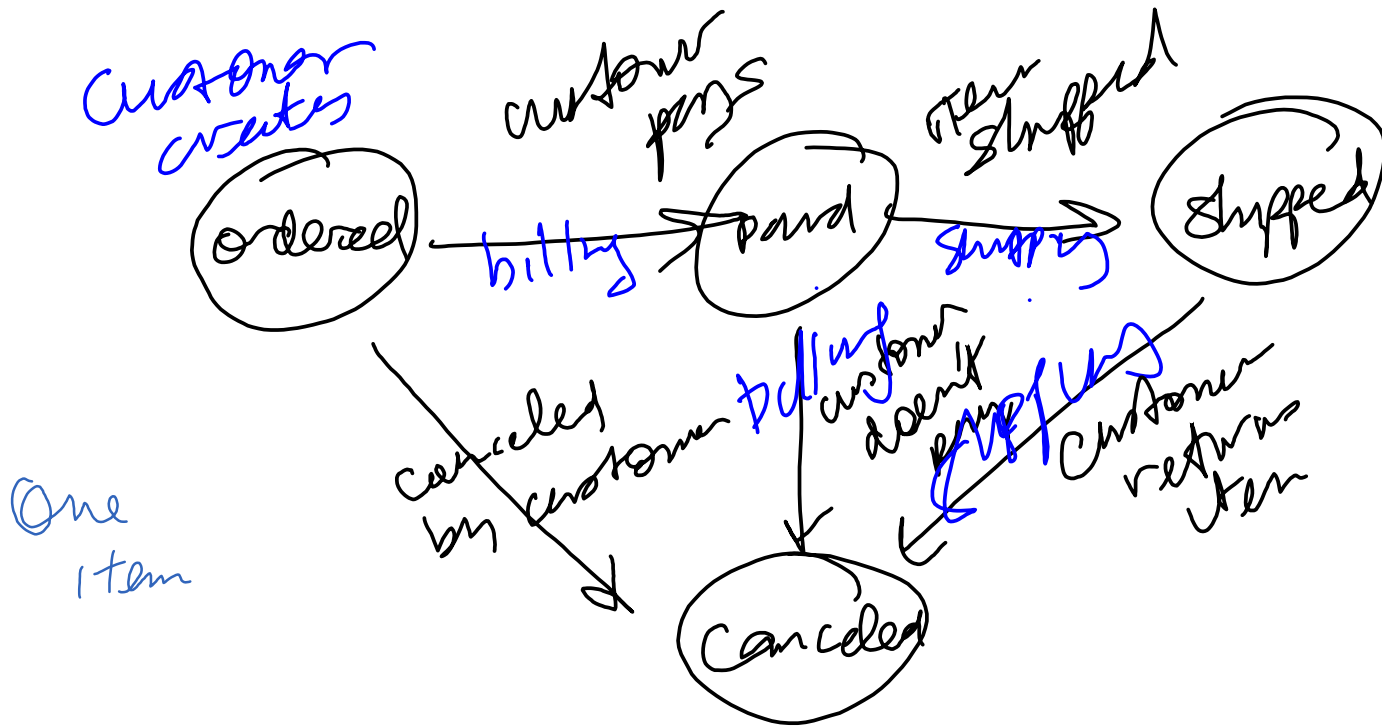 Customer
creates
customer
pays
item
shipped
ordered
billing
paid
shipping
shipped
canceled
by customer
billing
customer
doesn't
pay
shipping
customer
returns
item
One
item
canceled